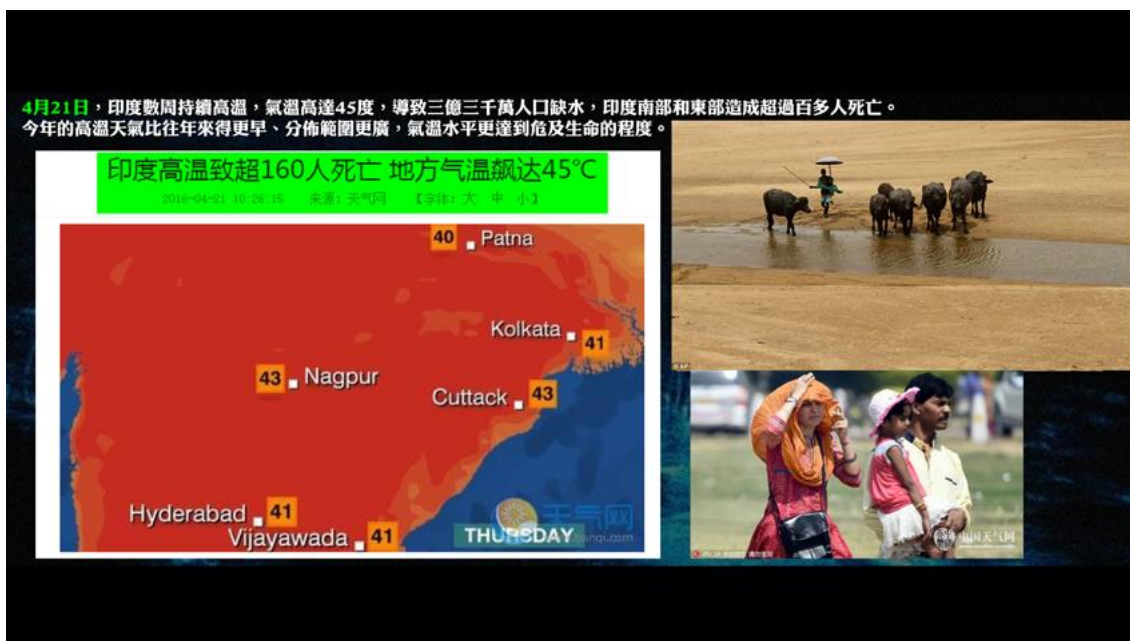 4月21日，印度數周持續高溫，氣溫高達45度，導致三億三千萬人口缺水，印度南部和東部造成超過百多人死亡。
今年的高溫天氣比往年來得更早、分佈範圍更廣，氣溫水平更達到危及生命的程度。
印度高温致超160人死亡 地方气温飙达45℃
2016-04-21 10:26:15 来源：天气网 【字体：大 中 小】
40 Patna
Kolkata 41
43 Nagpur
Cuttack 43
Hyderabad 41
Vijayawada 41
天气网
THURSDAY
AP
中国天气网